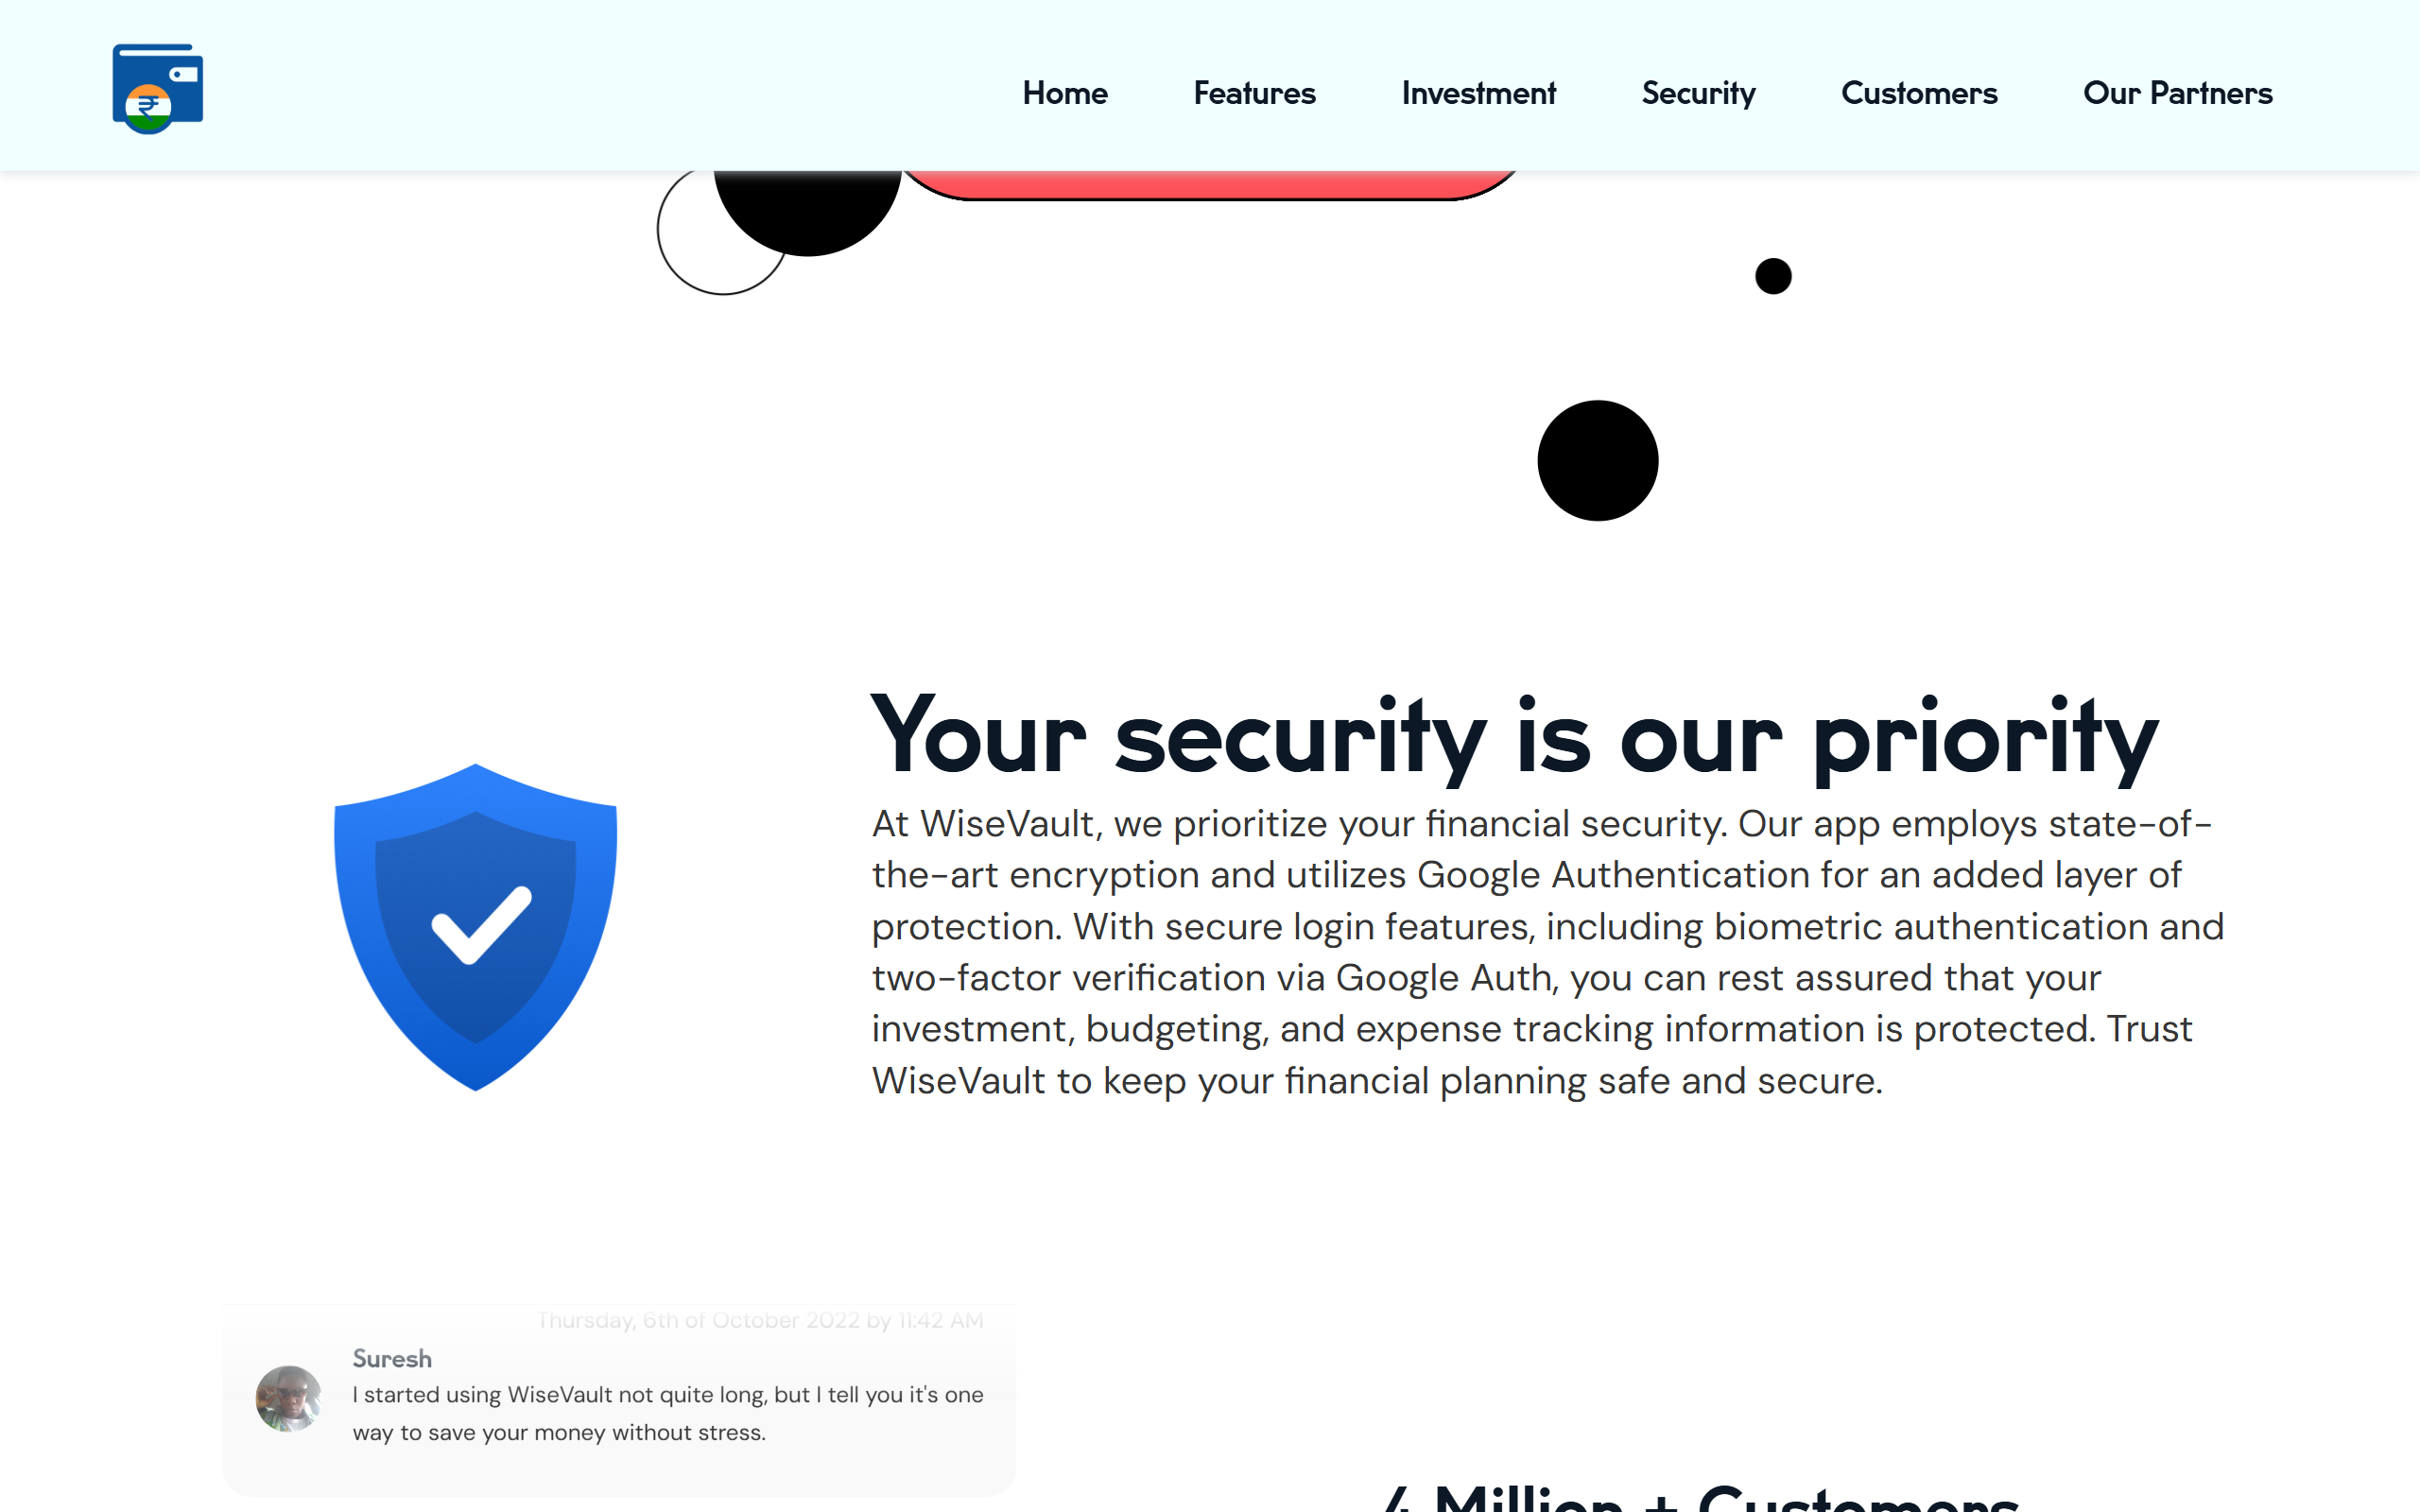 ₹
Home Features Investment Security Customers Our Partners
Your security is our priority
At WiseVault, we prioritize your financial security. Our app employs state-of-
the-art encryption and utilizes Google Authentication for an added layer of
protection. With secure login features, including biometric authentication and
two-factor verification via Google Auth, you can rest assured that your
investment, budgeting, and expense tracking information is protected. Trust
WiseVault to keep your financial planning safe and secure.
Thursday, 6th of October 2022 by 11:42 AM
Suresh
I started using WiseVault not quite long, but I tell you it's one
way to save your money without stress.
4 Million + Customers